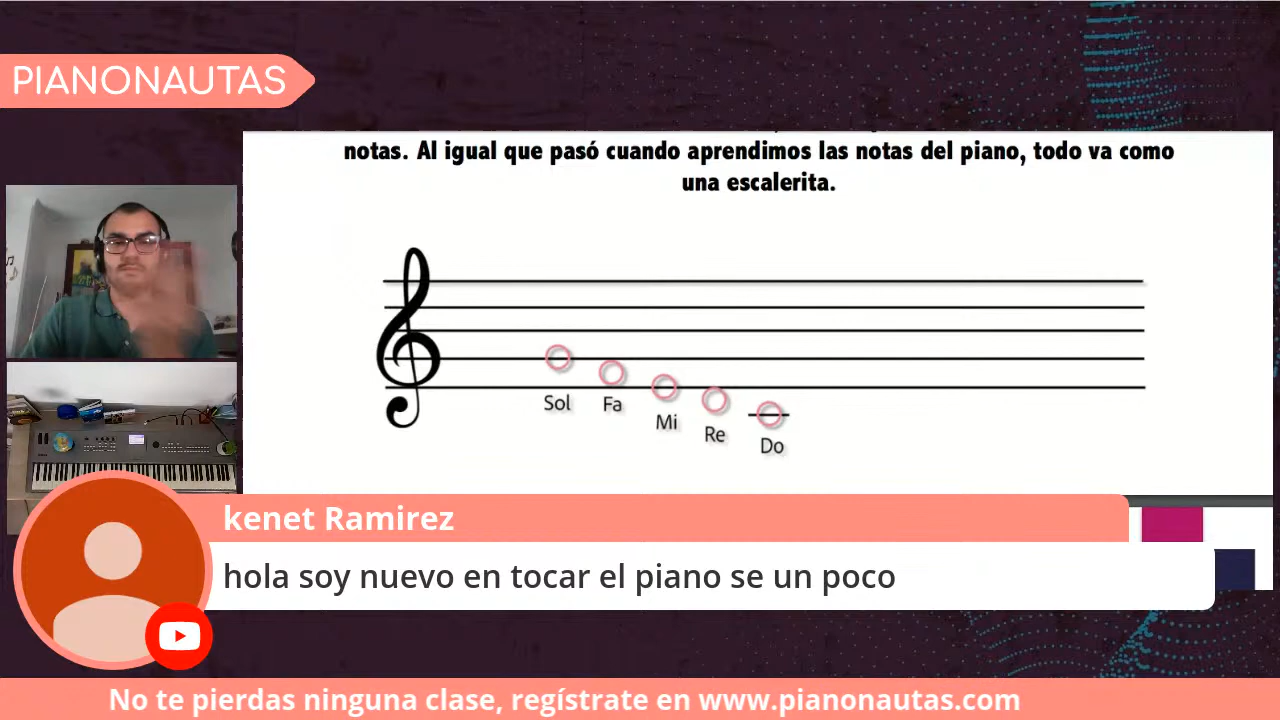 PIANONAUTAS
notas. Al igual que pasó cuando aprendimos las notas del piano, todo va como
una escalerita.
Sol
Fa
Mi
Re
Do
kenet Ramirez
hola soy nuevo en tocar el piano se un poco
No te pierdas ninguna clase, regístrate en www.pianonautas.com